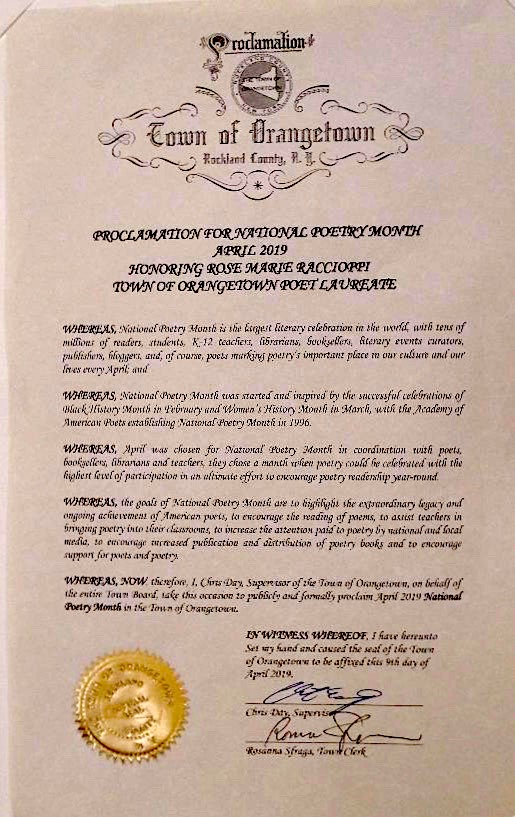 Proclamation
ROCKLAND COUNTY
THE TOWN OF
ORANGETOWN
NEW YORK
Town of Orangetown
Rockland County, N. Y.
PROCLAMATION FOR NATIONAL POETRY MONTH
APRIL 2019
HONORING ROSE MARIE RACCIOPPI
TOWN OF ORANGETOWN POET LAUREATE
WHEREAS, National Poetry Month is the largest literary celebration in the world, with tens of
millions of readers, students, K-12 teachers, librarians, booksellers, literary events curators,
publishers, bloggers, and, of course, poets marking poetry's important place in our culture and our
lives every April; and
WHEREAS, National Poetry Month was started and inspired by the successful celebrations of
Black History Month in February and Women's History Month in March, with the Academy of
American Poets establishing National Poetry Month in 1996.
WHEREAS, April was chosen for National Poetry Month in coordination with poets,
booksellers, librarians and teachers, they chose a month when poetry could be celebrated with the
highest level of participation in an ultimate effort to encourage poetry readership year-round.
WHEREAS, the goals of National Poetry Month are to highlight the extraordinary legacy and
ongoing achievement of American poets, to encourage the reading of poems, to assist teachers in
bringing poetry into their classrooms, to increase the attention paid to poetry by national and local
media, to encourage increased publication and distribution of poetry books and to encourage
support for poets and poetry.
WHEREAS, NOW, therefore, I, Chris Day, Supervisor of the Town of Orangetown, on behalf of
the entire Town Board, take this occasion to publicly and formally proclaim April 2019 National
Poetry Month in the Town of Orangetown.
IN WITNESS WHEREOF, I have hereunto
Set my hand and caused the seal of the Town
of Orangetown to be affixed this 9th day of
April 2019.
Chris Day, Supervisor
Rosanna Sfraga, Town Clerk
TOWN OF ORANGETOWN